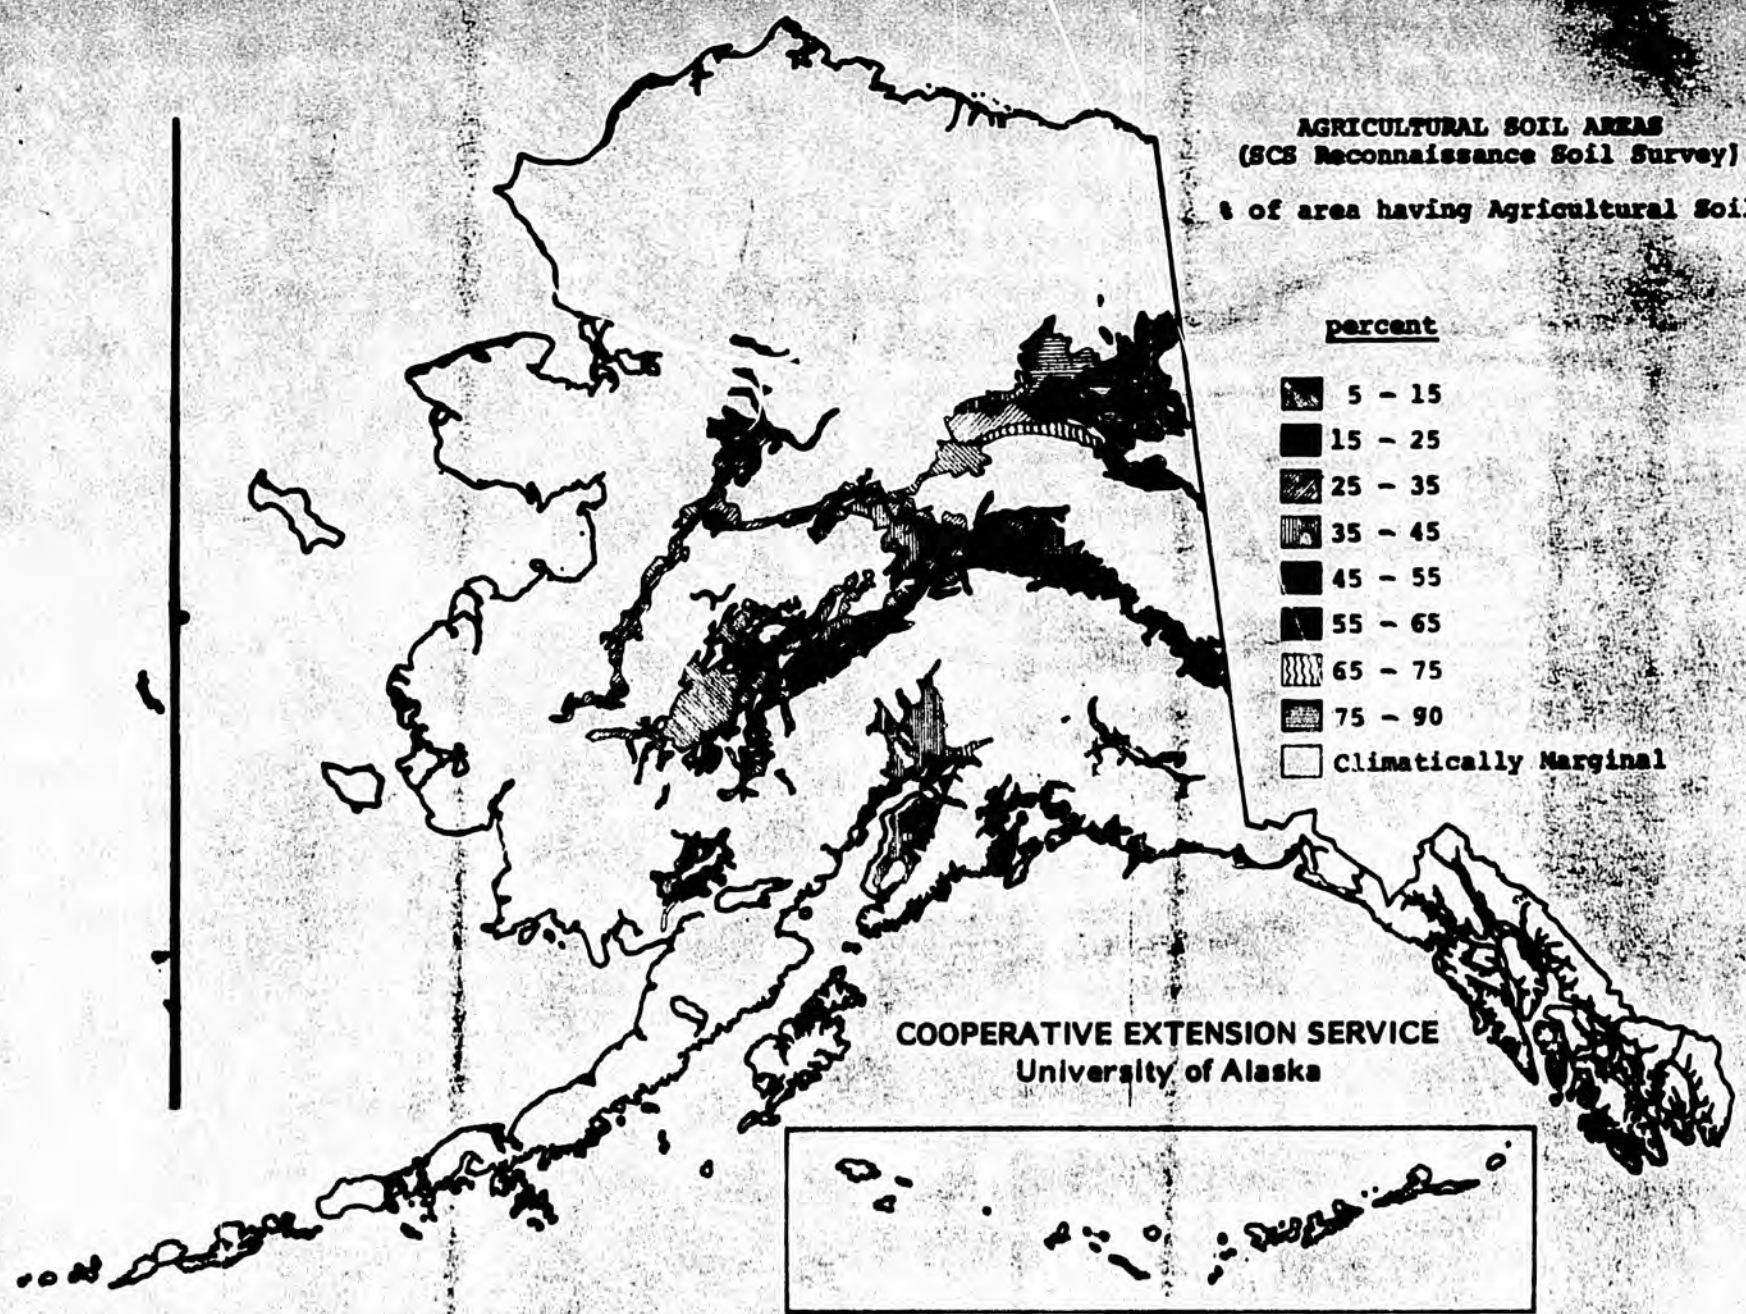 AGRICULTURAL SOIL AREAS
(SCS Reconnaissance Soil Survey)
% of area having Agricultural Soil
percent
5 - 15
15 - 25
25 - 35
35 - 45
45 - 55
55 - 65
65 - 75
75 - 90
Climatically Marginal
COOPERATIVE EXTENSION SERVICE
University of Alaska